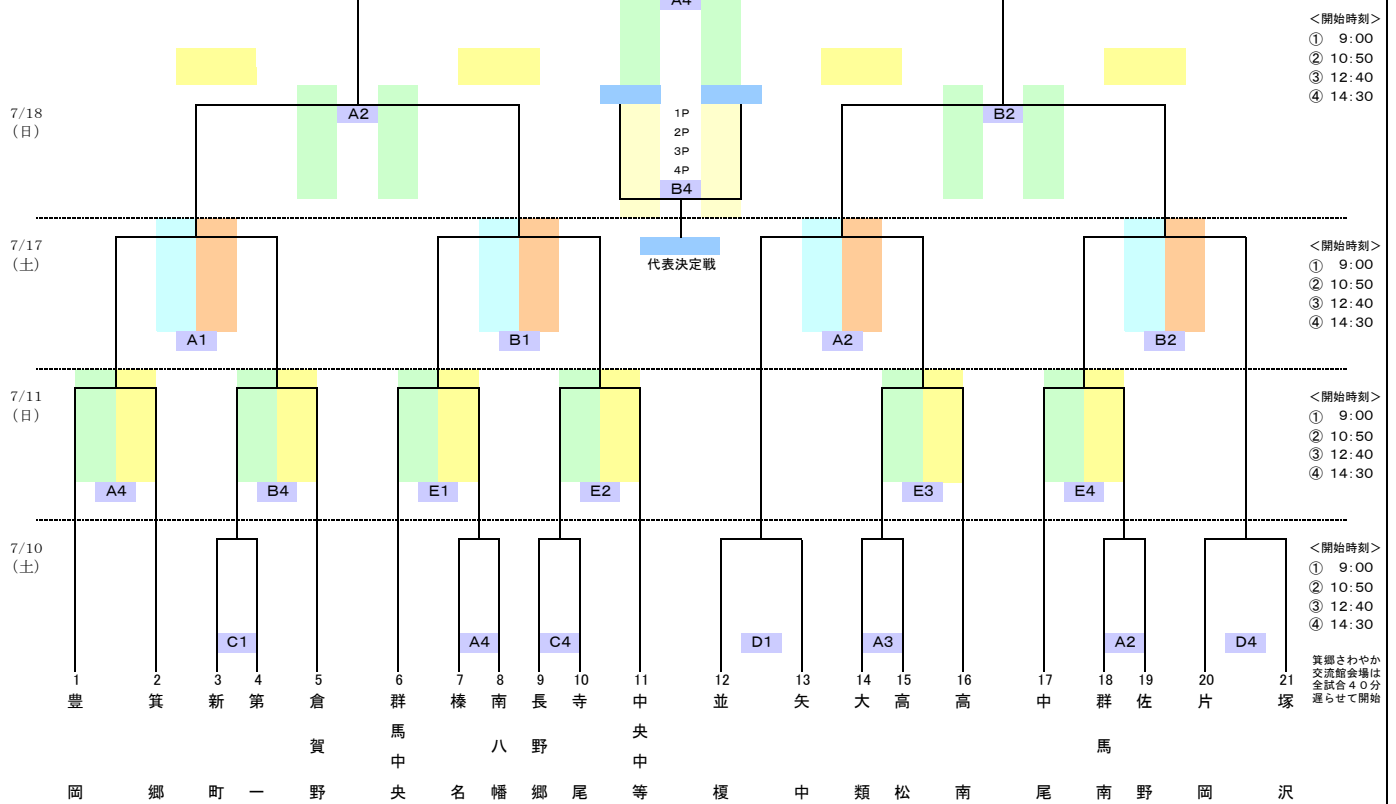 A4
＜開始時刻＞
① 9:00
② 10:50
③ 12:40
④ 14:30
7/18
（日）
A2
1P
2P
3P
4P
B4
B2
7/17
（土）
代表決定戦
＜開始時刻＞
① 9:00
② 10:50
③ 12:40
④ 14:30
A1
B1
A2
B2
7/11
（日）
＜開始時刻＞
① 9:00
② 10:50
③ 12:40
④ 14:30
A4
B4
E1
E2
E3
E4
7/10
（土）
＜開始時刻＞
① 9:00
② 10:50
③ 12:40
④ 14:30
C1
A4
C4
D1
A3
A2
D4
箕郷さわやか
交流館会場は
全試合４０分
遅らせて開始
1
豊岡
2
箕郷
3
新町
4
第一
5
倉賀野
6
群馬中央
7
榛名
8
南八幡
9
長野郷
10
寺尾
11
中央中等
12
並榎
13
矢中
14
大類
15
高松
16
高南
17
中尾
18
群馬南
19
佐野
20
片岡
21
塚沢